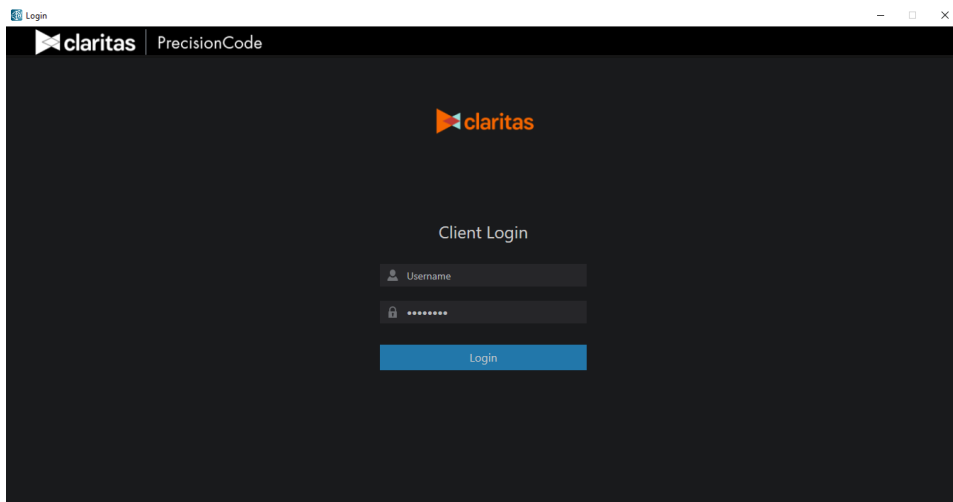 Login
claritas PrecisionCode
claritas
Client Login
Username
••••••••
Login